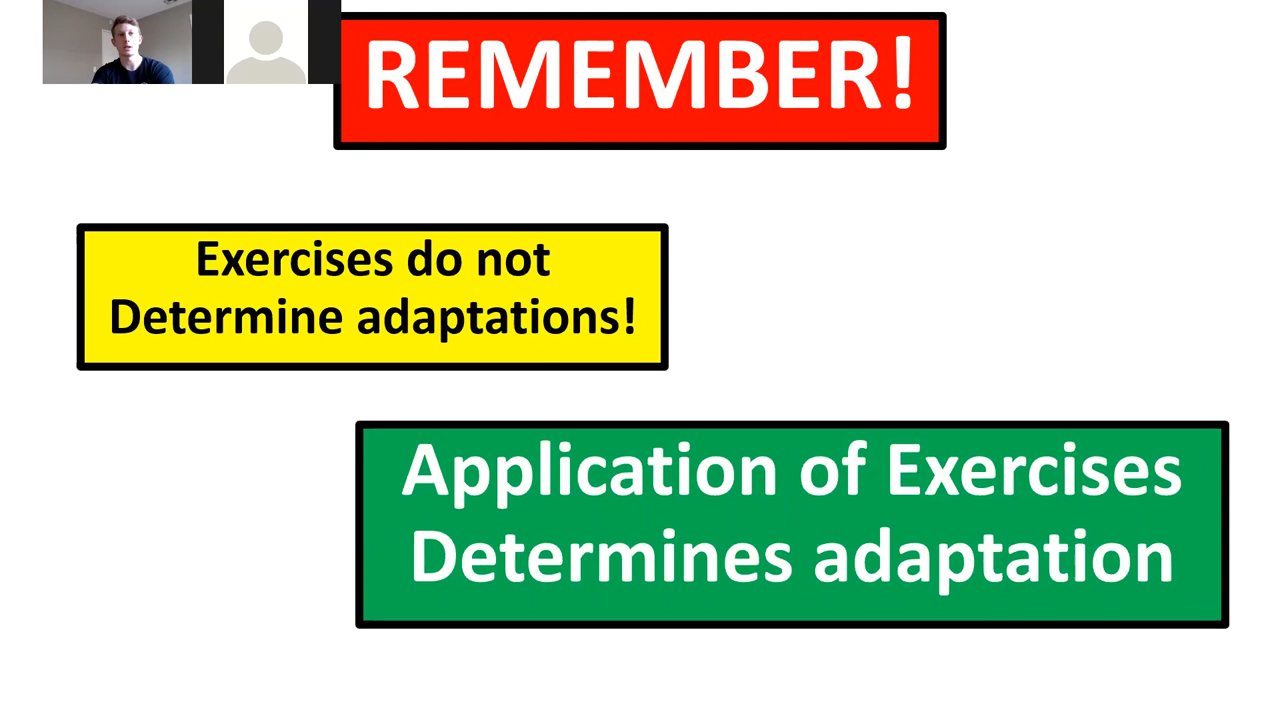 REMEMBER!
Exercises do not
Determine adaptations!
Application of Exercises
Determines adaptation